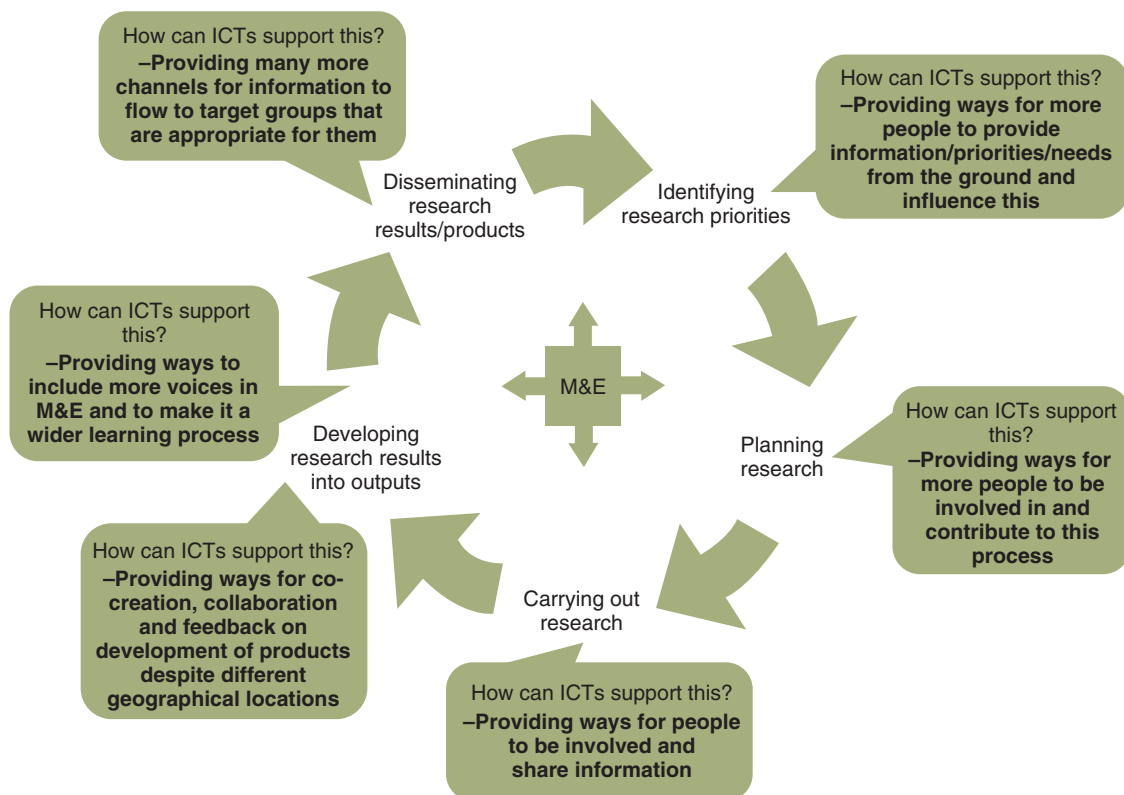 How can ICTs support this?
–Providing many more
channels for information to
flow to target groups that
are appropriate for them
How can ICTs support this?
–Providing ways for more
people to provide
information/priorities/needs
from the ground and
influence this
Disseminating
research
results/products
Identifying
research priorities
How can ICTs support
this?
–Providing ways to
include more voices in
M&E and to make it a
wider learning process
M&E
How can ICTs support
this?
–Providing ways for
more people to be
involved in and
contribute to this
process
Planning
research
Developing
research results
into outputs
How can ICTs support this?
–Providing ways for co-
creation, collaboration
and feedback on
development of products
despite different
geographical locations
Carrying out
research
How can ICTs support this?
–Providing ways for people
to be involved and
share information